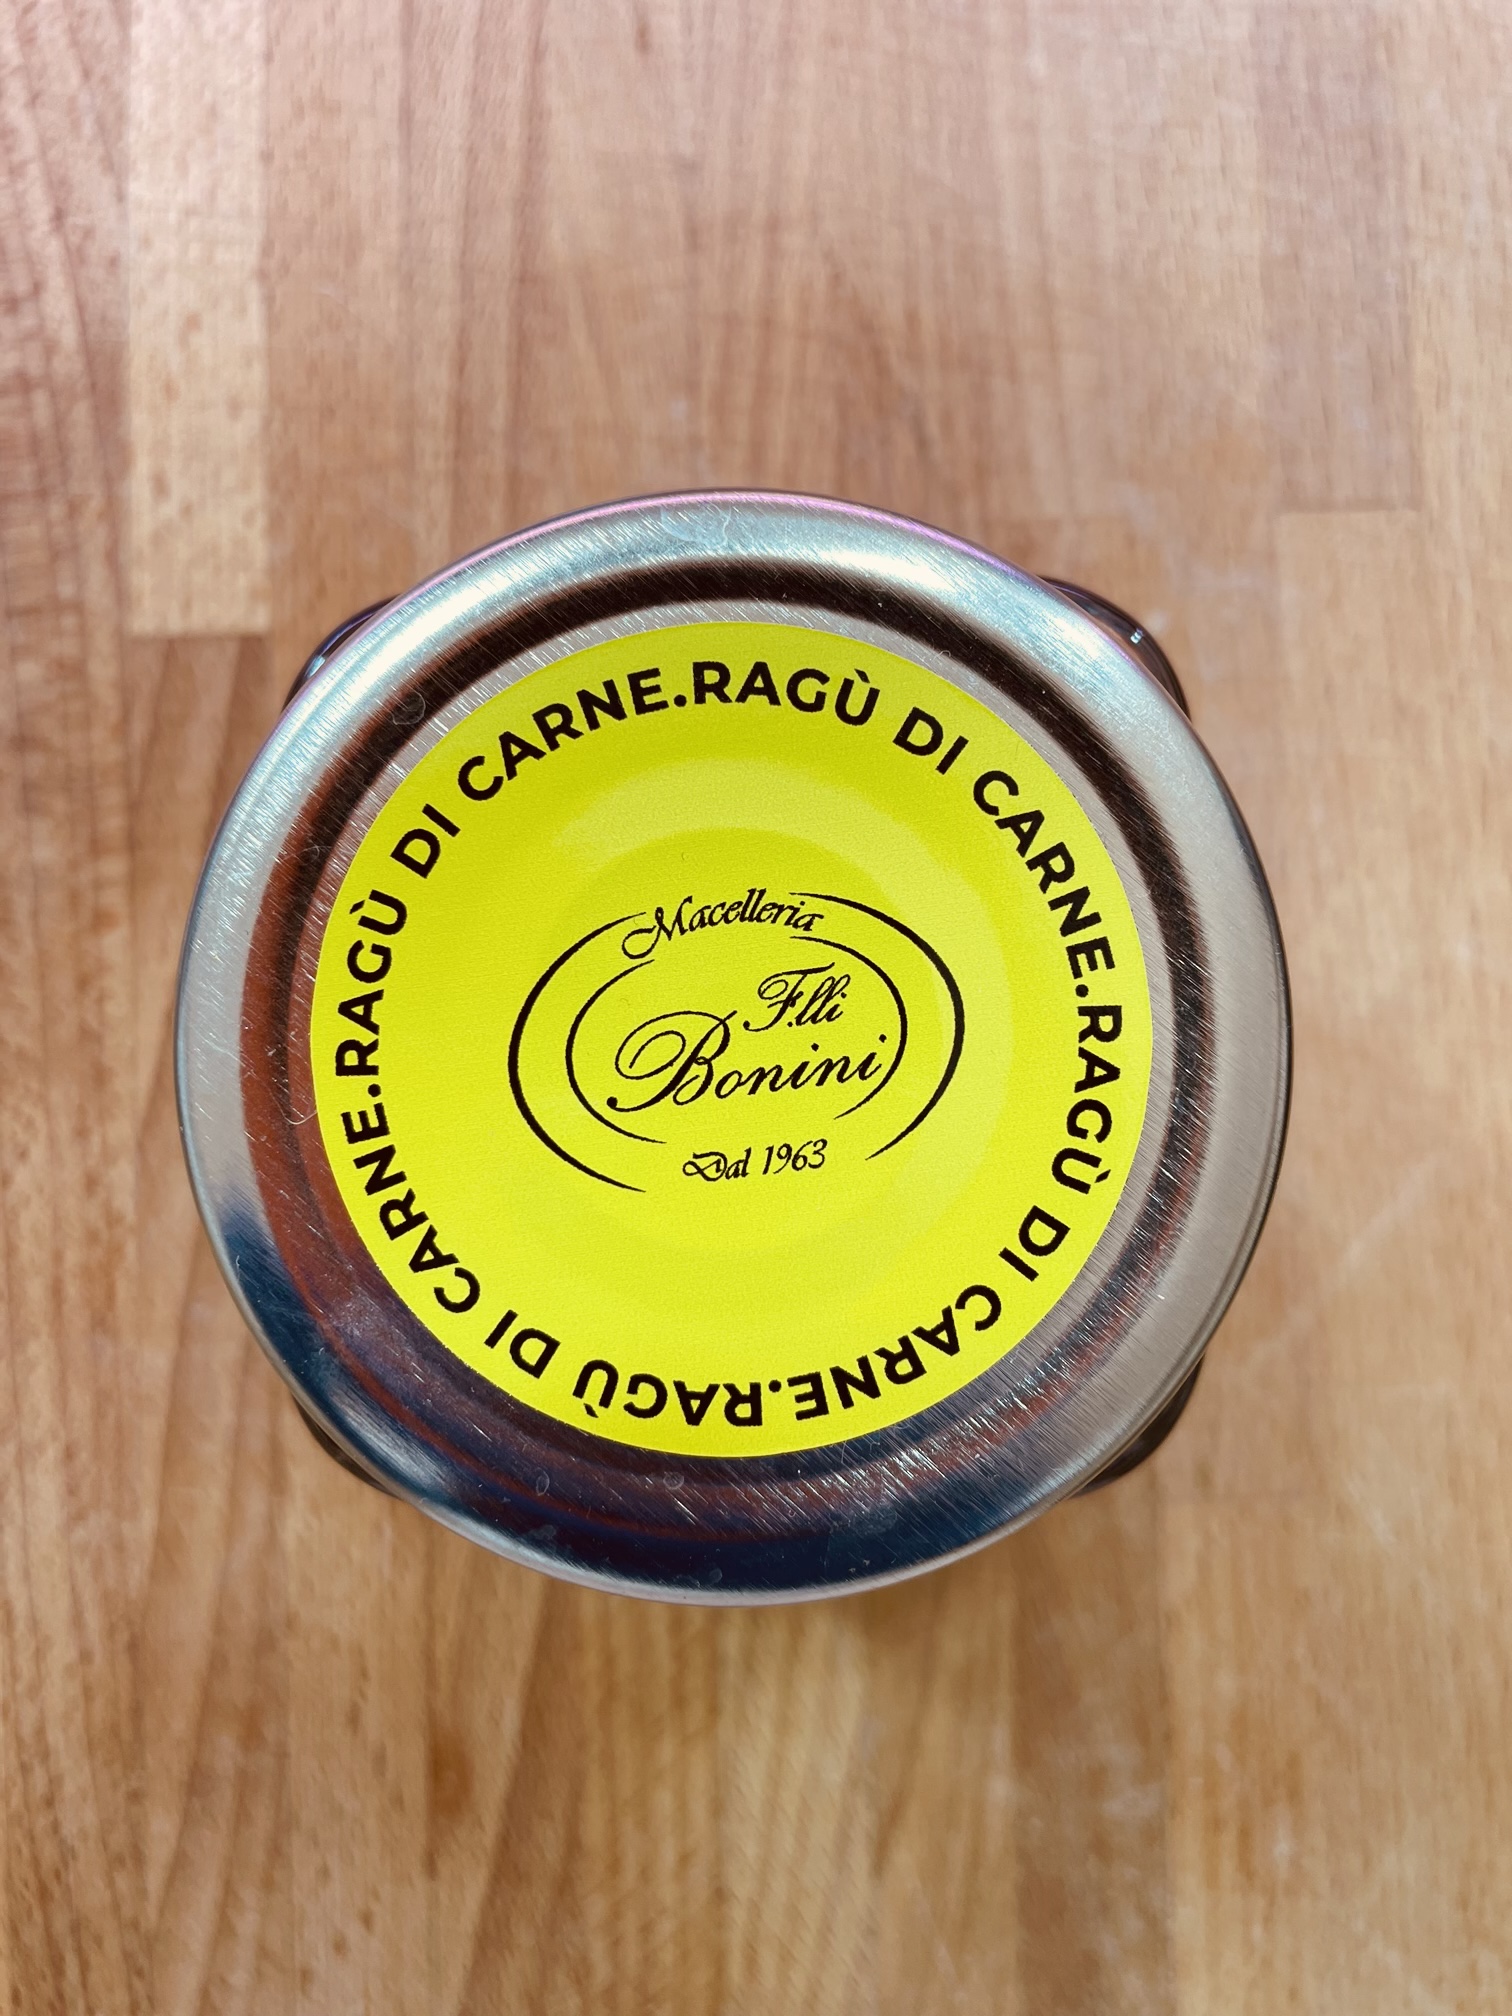 RAGÙ DI CARNE.RAGÙ DI CARNE.RAGÙ DI CARNE.RAGÙ DI CARNE.
Macelleria
F.lli
Bonini
Dal 1963